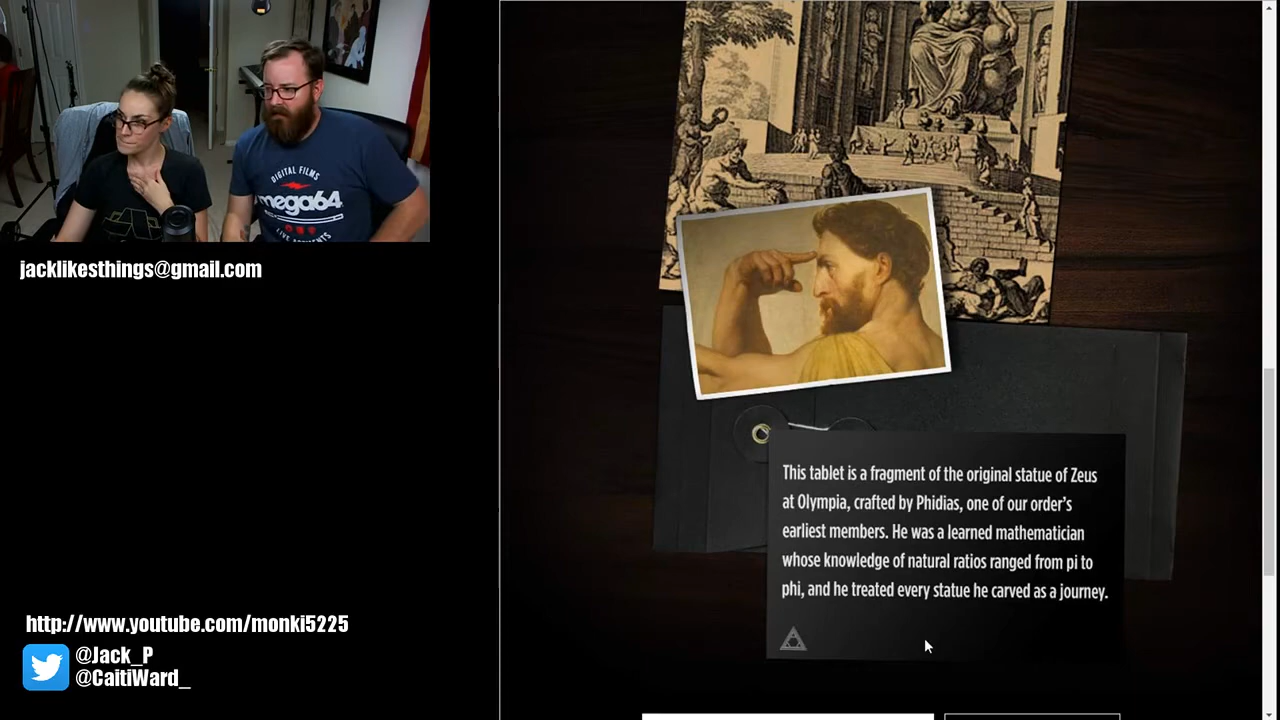 DIGITAL FILMS
mega64
LIVE SEGMENTS
jacklikesthings@gmail.com
This tablet is a fragment of the original statue of Zeus
at Olympia, crafted by Phidias, one of our order's
earliest members. He was a learned mathematician
whose knowledge of natural ratios ranged from pi to
phi, and he treated every statue he carved as a journey.
http://www.youtube.com/monki5225
@Jack_P
@CaitiWard_